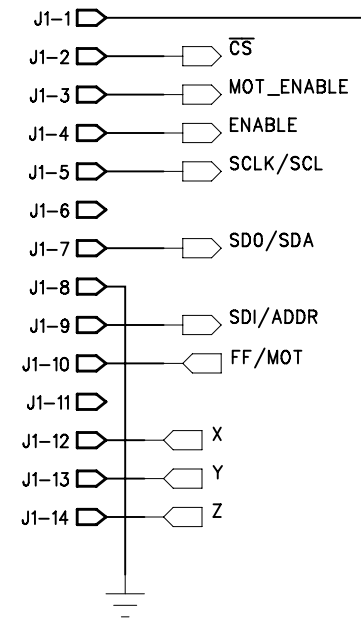 J1-1
J1-2 CS
J1-3 MOT_ENABLE
J1-4 ENABLE
J1-5 SCLK/SCL
J1-6
J1-7 SDO/SDA
J1-8
J1-9 SDI/ADDR
J1-10 FF/MOT
J1-11
J1-12 X
J1-13 Y
J1-14 Z